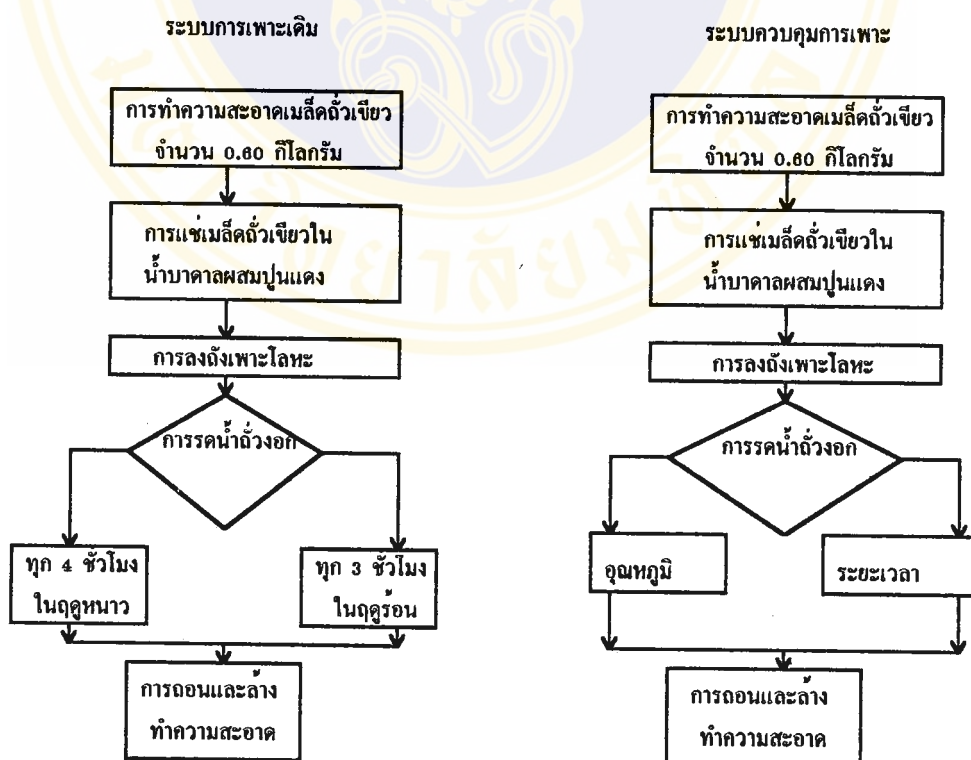 ระบบการเพาะเดิม
การทำความสะอาดเมล็ดถั่วเขียว
จำนวน 0.60 กิโลกรัม
การแช่เมล็ดถั่วเขียวใน
น้ำบาดาลผสมปูนแดง
การลงถังเพาะโลหะ
การรดน้ำถั่วงอก
ทุก 4 ชั่วโมง
ในฤดูหนาว
ทุก 3 ชั่วโมง
ในฤดูร้อน
การถอนและล้าง
ทำความสะอาด
ระบบควบคุมการเพาะ
การทำความสะอาดเมล็ดถั่วเขียว
จำนวน 0.60 กิโลกรัม
การแช่เมล็ดถั่วเขียวใน
น้ำบาดาลผสมปูนแดง
การลงถังเพาะโลหะ
การรดน้ำถั่วงอก
อุณหภูมิ
ระยะเวลา
การถอนและล้าง
ทำความสะอาด